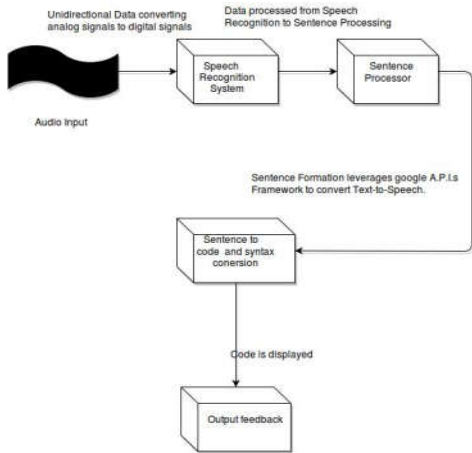 Unidirectional Data converting
analog signals to digital signals
Data processed from Speech
Recognition to Sentence Processing
Speech
Recognition
System
Sentence
Processor
Audio Input
Sentence Formation leverages google A.P.I.s
Framework to convert Text-to-Speech.
Sentence to
code and syntax
conersion
Code is displayed
Output feedback